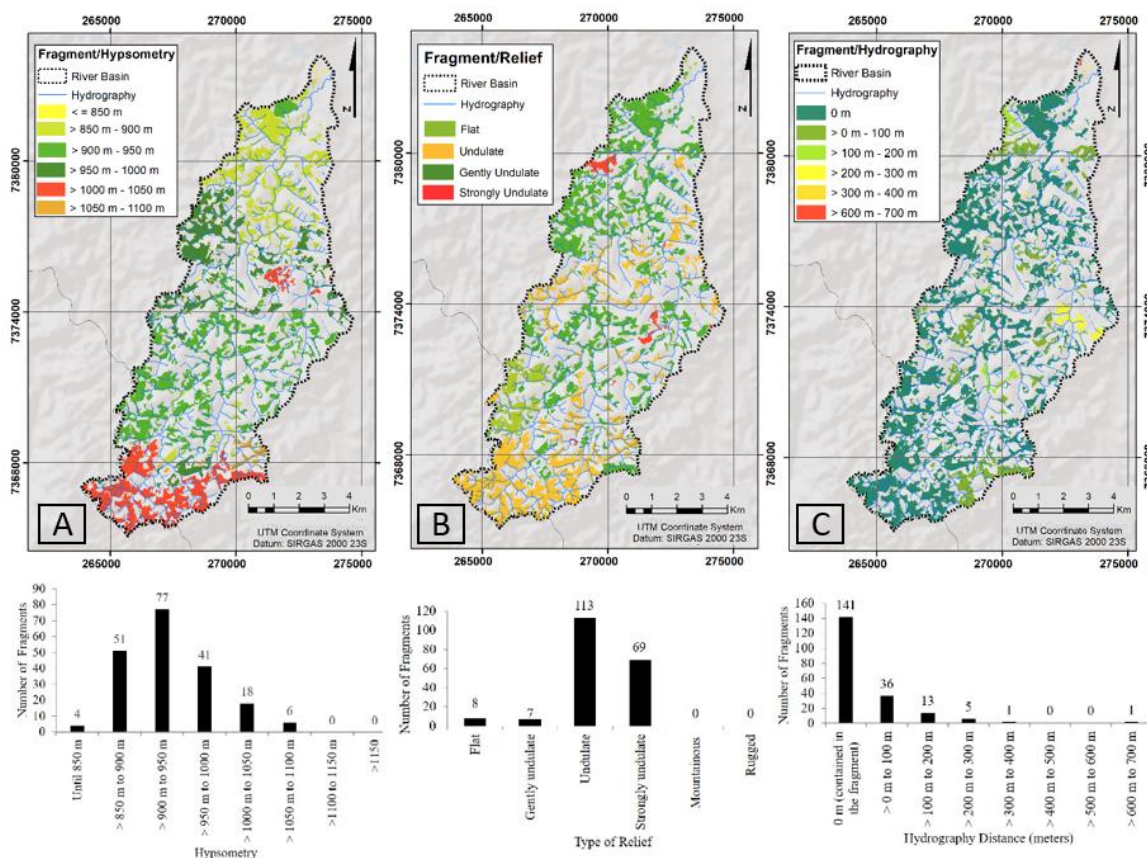 265000 270000 275000
Fragment/Hypsometry
River Basin
Hydrography
< = 850 m
> 850 m - 900 m
> 900 m - 950 m
> 950 m - 1000 m
> 1000 m - 1050 m
> 1050 m - 1100 m
Z
7380000
7374000
7368000
0 1 2 3 4
Km
UTM Coordinate System
Datum: SIRGAS 2000 23S
A
265000 270000 275000
265000 270000 275000
Fragment/Relief
River Basin
Hydrography
Flat
Undulate
Gently Undulate
Strongly Undulate
Z
7380000
7374000
7368000
0 1 2 3 4
Km
UTM Coordinate System
Datum: SIRGAS 2000 23S
B
265000 270000 275000
265000 270000 275000
Fragment/Hydrography
River Basin
Hydrography
0 m
> 0 m - 100 m
> 100 m - 200 m
> 200 m - 300 m
> 300 m - 400 m
> 600 m - 700 m
Z
7380000
7374000
7368000
0 1 2 3 4
Km
UTM Coordinate System
Datum: SIRGAS 2000 23S
C
265000 270000 275000
Number of Fragments
90
80
70
60
50
40
30
20
10
0
4 51 77 41 18 6 0 0
Until 850 m
> 850 m to 900 m
> 900 m to 950 m
> 950 m to 1000 m
> 1000 m to 1050 m
> 1050 m to 1100 m
>1100 m to 1150 m
>1150
Hypsometry
Number of Fragments
120
100
80
60
40
20
0
8 7 113 69 0 0
Flat
Gently undulate
Undulate
Strongly undulate
Mountainous
Rugged
Type of Relief
Number of Fragments
160
140
120
100
80
60
40
20
0
141 36 13 5 1 0 0 1
0 m (contained in
the fragment)
> 0 m to 100 m
> 100 m to 200 m
> 200 m to 300 m
> 300 m to 400 m
> 400 m to 500 m
> 500 m to 600 m
> 600 m to 700 m
Hydrography Distance (meters)